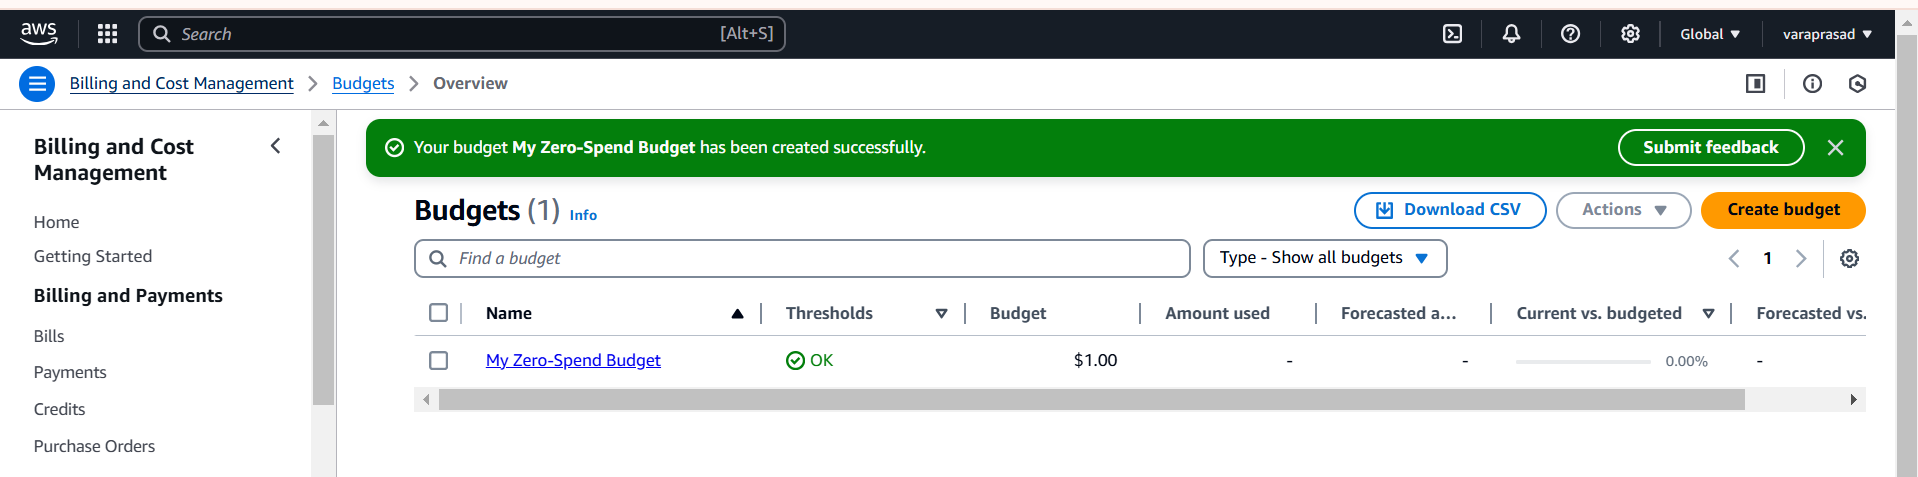 aws
Search
[Alt+S]
Global
varaprasad
Billing and Cost Management
Budgets
Overview
Billing and Cost
Management
Home
Getting Started
Billing and Payments
Bills
Payments
Credits
Purchase Orders
Your budget My Zero-Spend Budget has been created successfully.
Submit feedback
Budgets (1) Info
Download CSV
Actions
Create budget
Find a budget
Type - Show all budgets
1
Name
Thresholds
Budget
Amount used
Forecasted a...
Current vs. budgeted
Forecasted vs.
My Zero-Spend Budget
OK
$1.00
-
-
0.00%
-